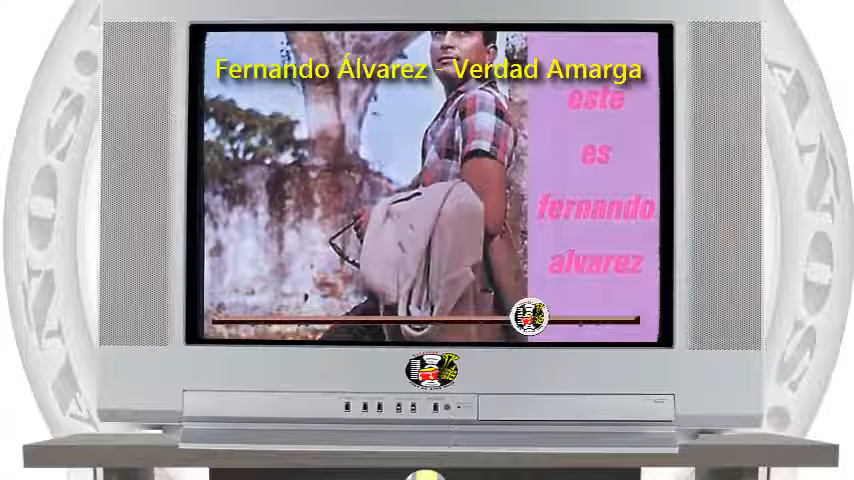 Fernando Álvarez - Verdad Amarga
este
es
fernando
alvarez